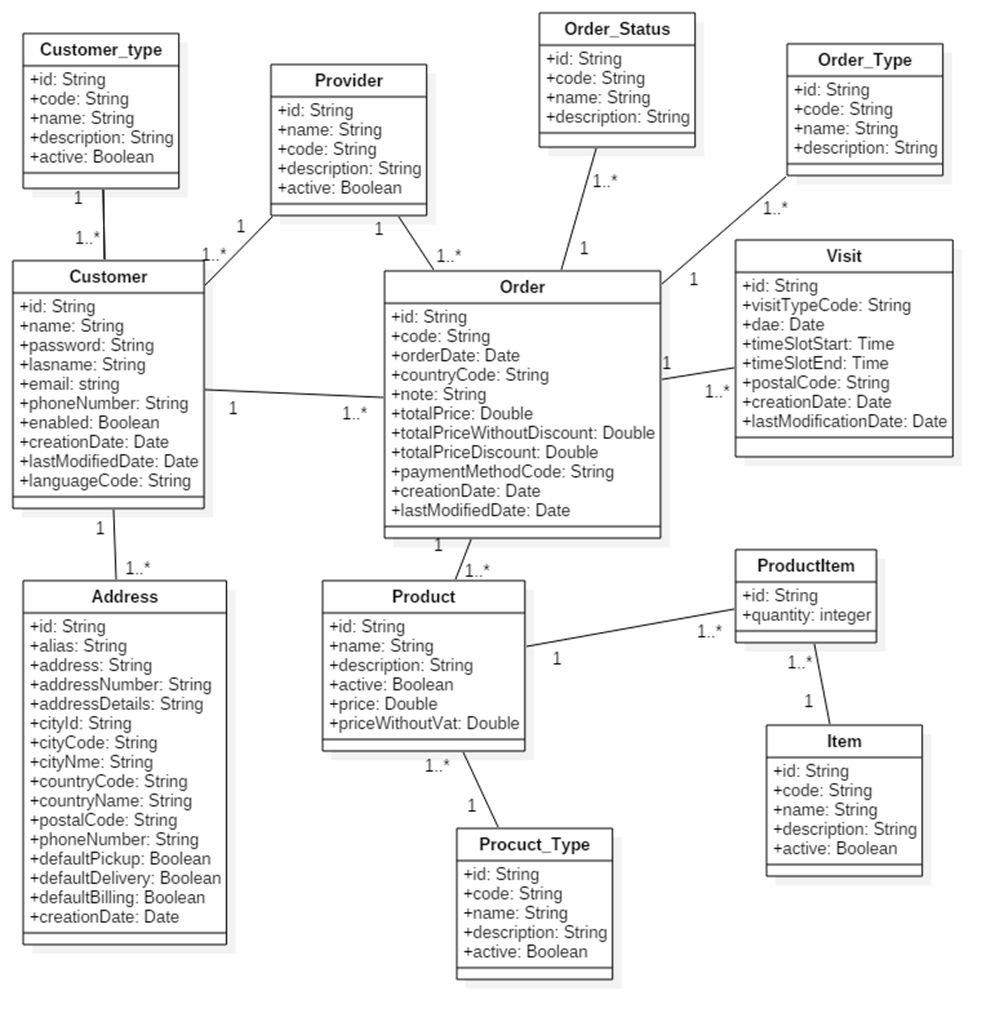 Customer_type
+id: String
+code: String
+name: String
+description: String
+active: Boolean
1
1..*
Provider
+id: String
+name: String
+code: String
+description: String
+active: Boolean
1
1..*
1
1..*
Order_Status
+id: String
+code: String
+name: String
+description: String
1..*
1
Order_Type
+id: String
+code: String
+name: String
+description: String
1..*
1
Customer
+id: String
+name: String
+password: String
+lasname: String
+email: string
+phoneNumber: String
+enabled: Boolean
+creationDate: Date
+lastModifiedDate: Date
+languageCode: String
1
1..*
1
1..*
Order
+id: String
+code: String
+orderDate: Date
+countryCode: String
+note: String
+totalPrice: Double
+totalPriceWithoutDiscount: Double
+totalPriceDiscount: Double
+paymentMethodCode: String
+creationDate: Date
+lastModifiedDate: Date
1
1..*
1
1..*
Visit
+id: String
+visitTypeCode: String
+dae: Date
+timeSlotStart: Time
+timeSlotEnd: Time
+postalCode: String
+creationDate: Date
+lastModificationDate: Date
Address
+id: String
+alias: String
+address: String
+addressNumber: String
+addressDetails: String
+cityId: String
+cityCode: String
+cityNme: String
+countryCode: String
+countryName: String
+postalCode: String
+phoneNumber: String
+defaultPickup: Boolean
+defaultDelivery: Boolean
+defaultBilling: Boolean
+creationDate: Date
Product
+id: String
+name: String
+description: String
+active: Boolean
+price: Double
+priceWithoutVat: Double
1
1..*
1..*
1
ProductItem
+id: String
+quantity: integer
1..*
1
Item
+id: String
+code: String
+name: String
+description: String
+active: Boolean
Procuct_Type
+id: String
+code: String
+name: String
+description: String
+active: Boolean